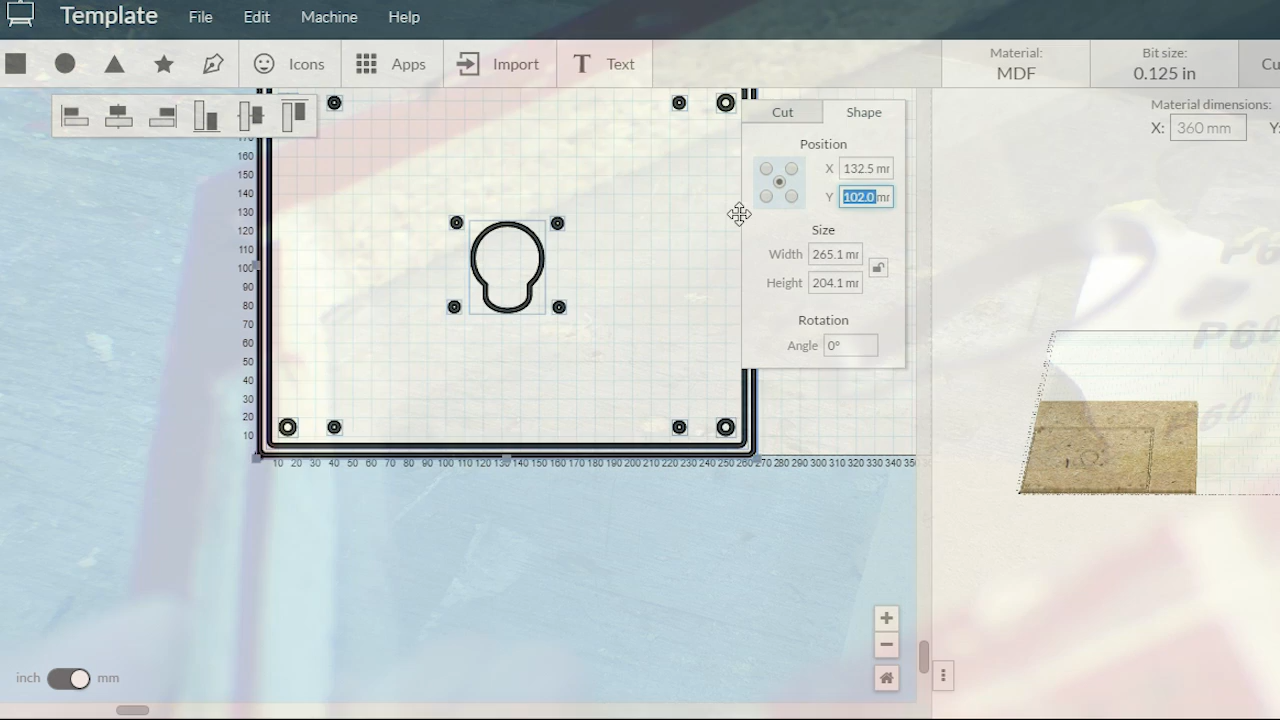 Template File Edit Machine Help
Icons Apps Import Text
Material: MDF
Bit size: 0.125 in
Cu
Material dimensions:
X: 360 mm Y:
Cut Shape
Position
X 132.5 mm
Y 102.0 mm
Size
Width 265.1 mm
Height 204.1 mm
Rotation
Angle 0°
170
160
150
140
130
120
110
100
90
80
70
60
50
40
30
20
10
10 20 30 40 50 60 70 80 90 100 110 120 130 140 150 160 170 180 190 200 210 220 230 240 250 260 270 280 290 300 310 320 330 340 350
inch mm
P60